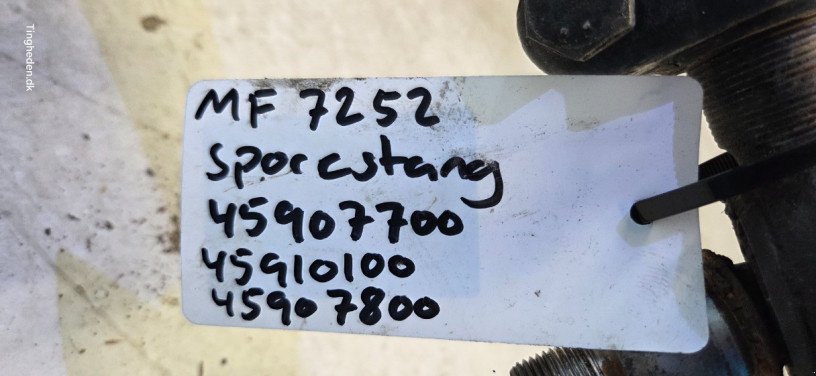 MF 7252
Sporestang
45907700
45910100
45907800
Tingheden.dk